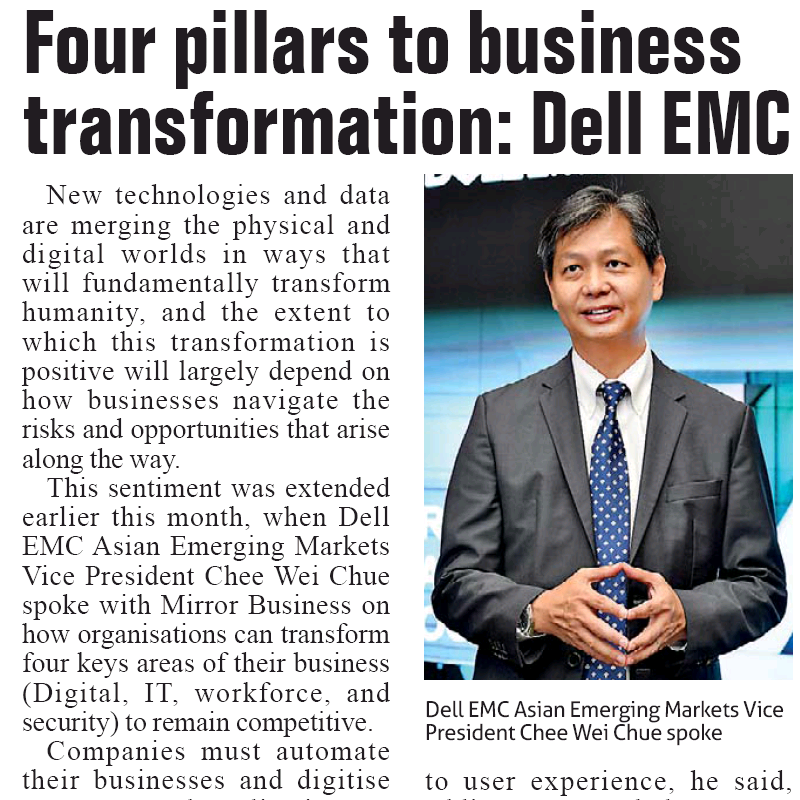 Four pillars to business
transformation: Dell EMC
New technologies and data
are merging the physical and
digital worlds in ways that
will fundamentally transform
humanity, and the extent to
which this transformation is
positive will largely depend on
how businesses navigate the
risks and opportunities that arise
along the way.
This sentiment was extended
earlier this month, when Dell
EMC Asian Emerging Markets
Vice President Chee Wei Chue
spoke with Mirror Business on
how organisations can transform
four keys areas of their business
(Digital, IT, workforce, and
security) to remain competitive.
Companies must automate
their businesses and digitise
Dell EMC Asian Emerging Markets Vice
President Chee Wei Chue spoke
to user experience, he said,